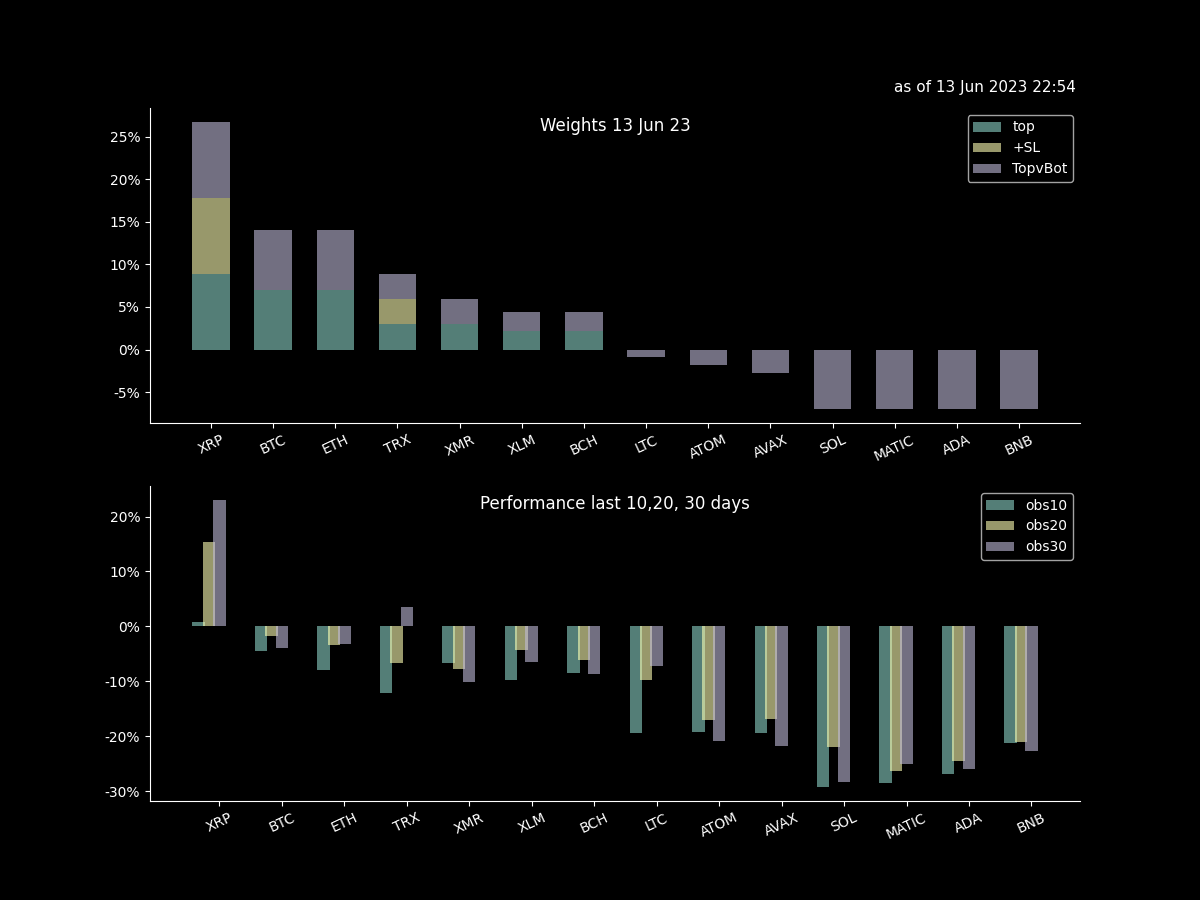 as of 13 Jun 2023 22:54
Weights 13 Jun 23
top
+SL
TopvBot
25%
20%
15%
10%
5%
0%
-5%
XRP BTC ETH TRX XMR XLM BCH LTC ATOM AVAX SOL MATIC ADA BNB
Performance last 10,20, 30 days
obs10
obs20
obs30
20%
10%
0%
-10%
-20%
-30%
XRP BTC ETH TRX XMR XLM BCH LTC ATOM AVAX SOL MATIC ADA BNB